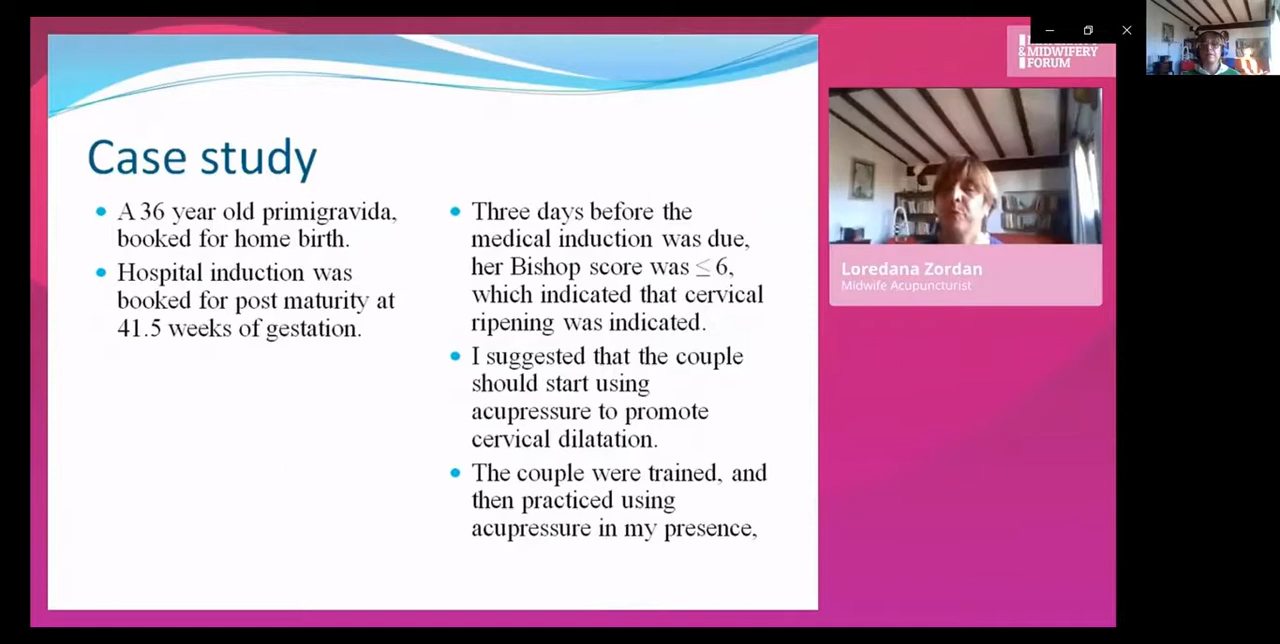 Case study
A 36 year old primigravida,
booked for home birth.
Hospital induction was
booked for post maturity at
41.5 weeks of gestation.
Three days before the
medical induction was due,
her Bishop score was ≤ 6,
which indicated that cervical
ripening was indicated.
I suggested that the couple
should start using
acupressure to promote
cervical dilatation.
The couple were trained, and
then practiced using
acupressure in my presence,
&MIDWIFERY
FORUM
Loredana Zordan
Midwife Acupuncturist